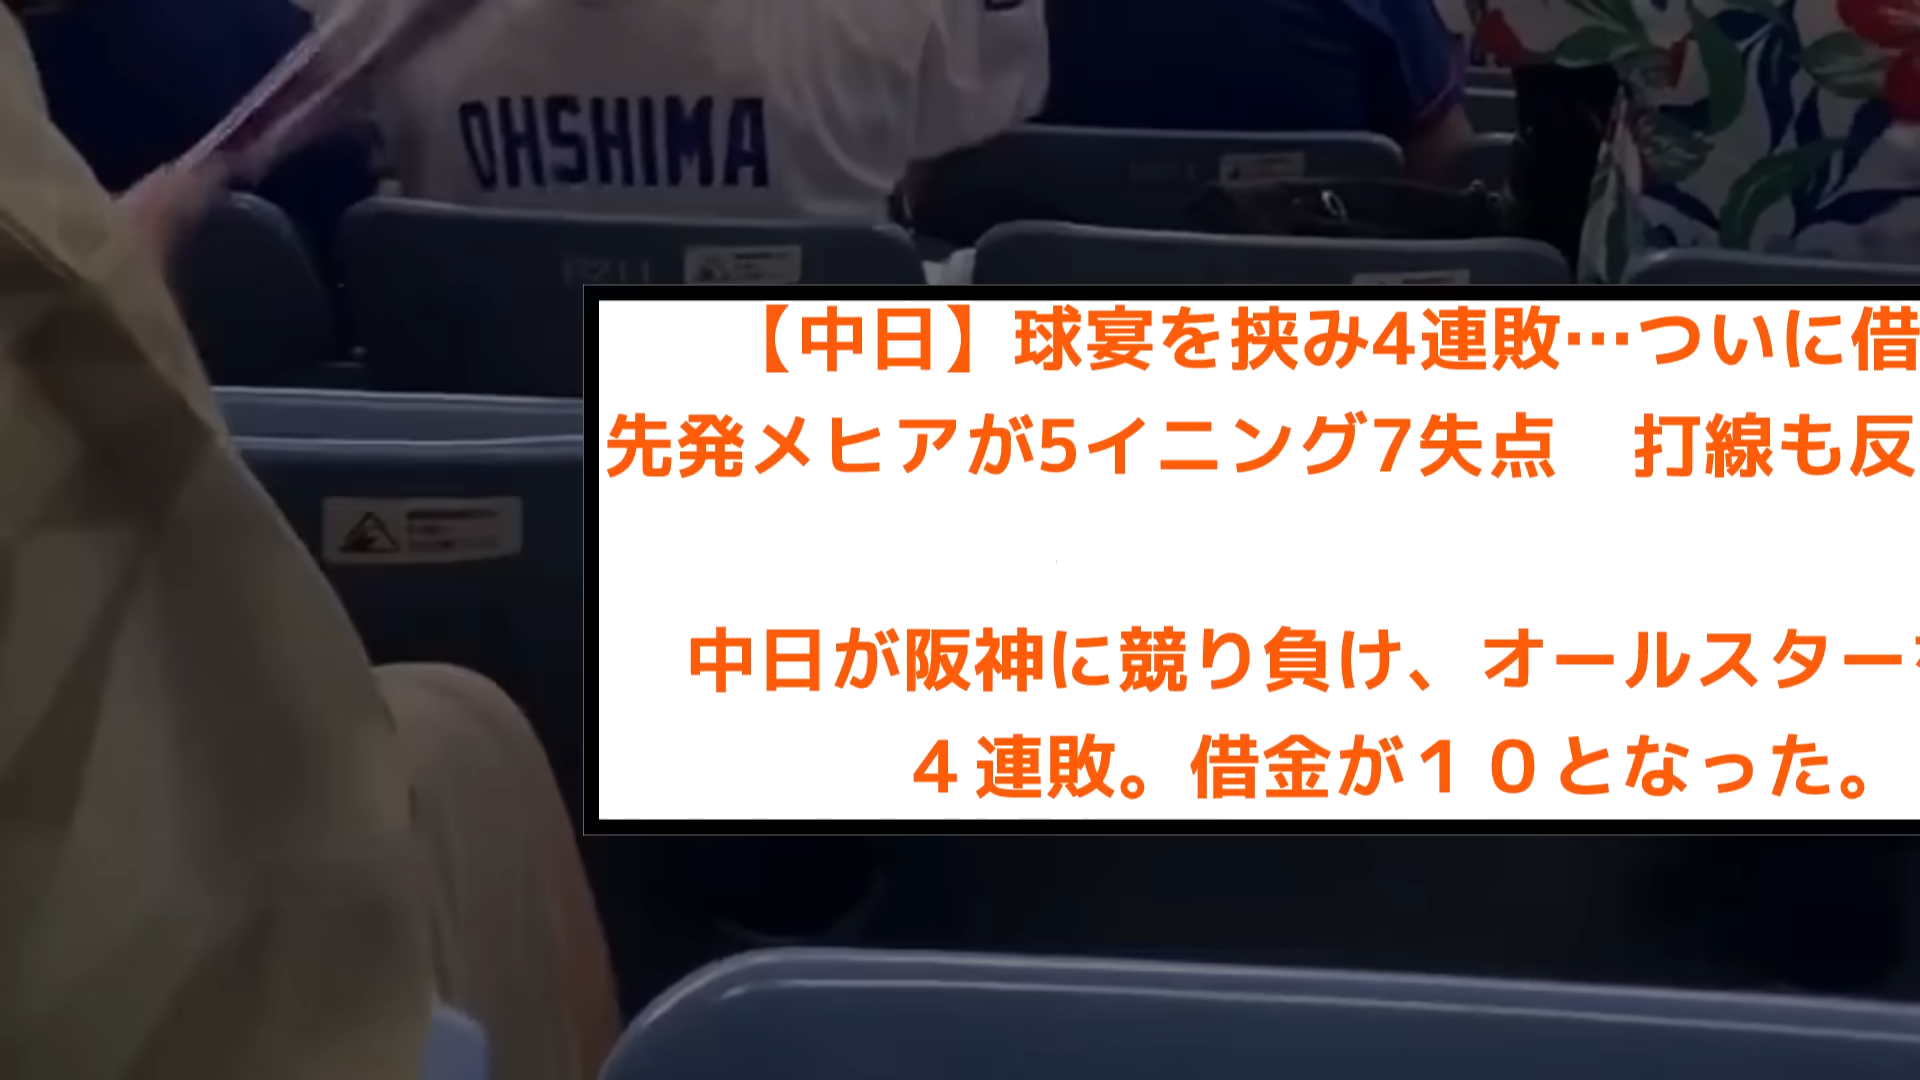 OHSHIMA
【中日】球宴を挟み4連敗…ついに借
先発メヒアが5イニング7失点　打線も反
中日が阪神に競り負け、オールスター
４連敗。借金が１０となった。